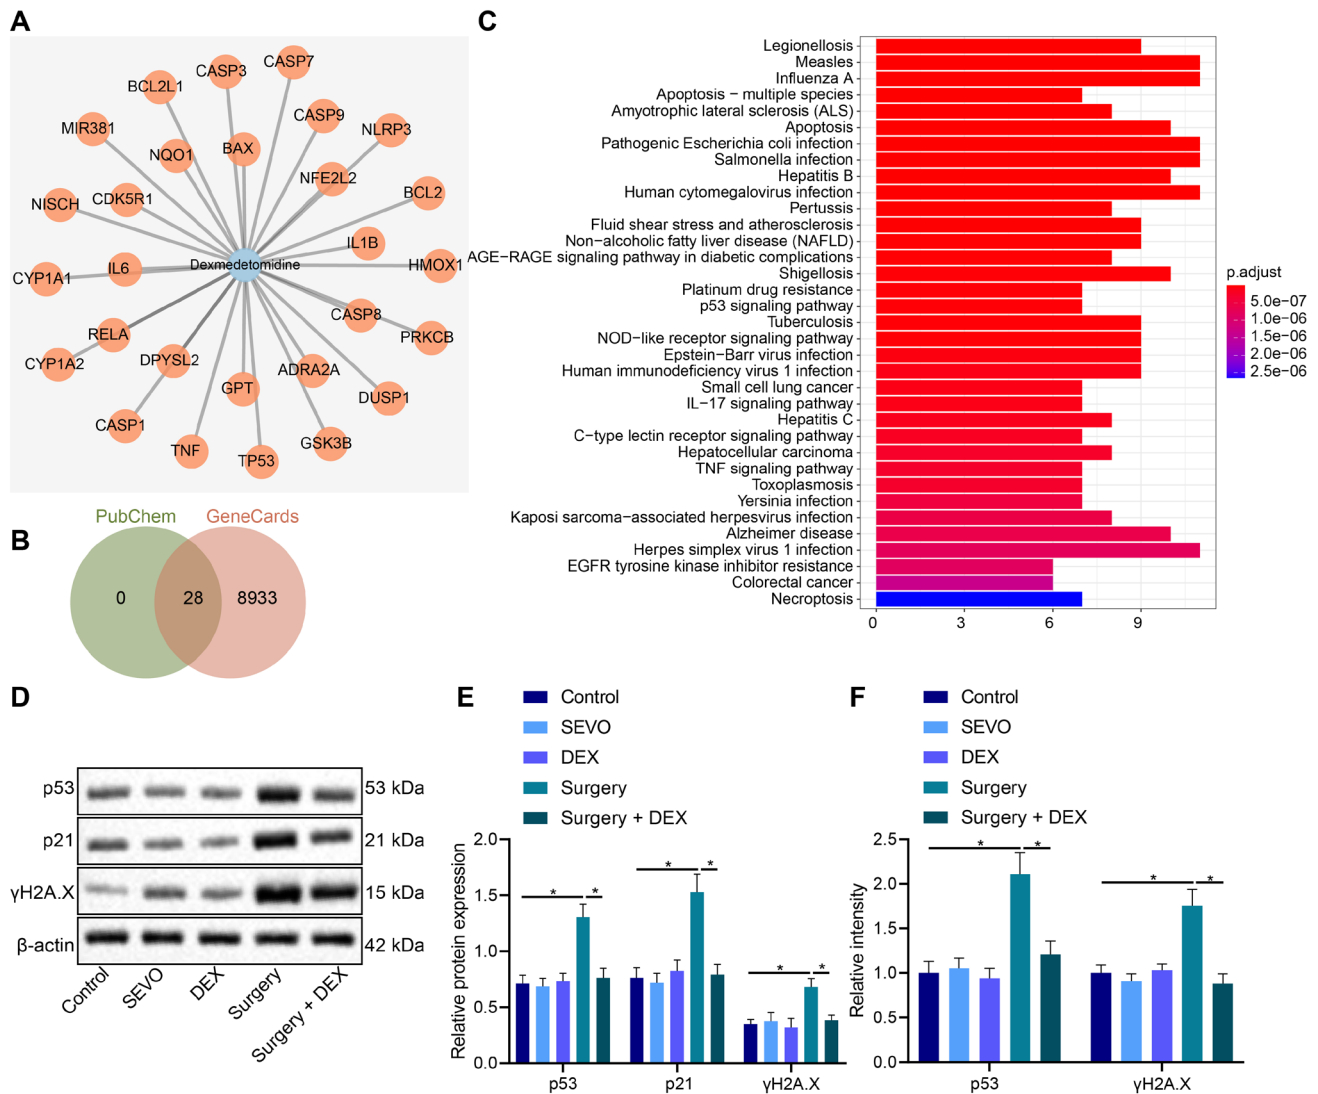 A
CASP7
CASP3
BCL2L1
CASP9
MIR381
NLRP3
NQO1
BAX
NFE2L2
CDK5R1
BCL2
NISCH
IL1B
Dexmedetomidine
HMOX1
IL6
CYP1A1
CASP8
RELA
PRKCB
DPYSL2
CYP1A2
ADRA2A
GPT
DUSP1
CASP1
GSK3B
TNF
TP53
B
PubChem
GeneCards
0
28
8933
C
Legionellosis
Measles
Influenza A
Apoptosis − multiple species
Amyotrophic lateral sclerosis (ALS)
Apoptosis
Pathogenic Escherichia coli infection
Salmonella infection
Hepatitis B
Human cytomegalovirus infection
Pertussis
Fluid shear stress and atherosclerosis
Non−alcoholic fatty liver disease (NAFLD)
AGE−RAGE signaling pathway in diabetic complications
Shigellosis
Platinum drug resistance
p53 signaling pathway
Tuberculosis
NOD−like receptor signaling pathway
Epstein−Barr virus infection
Human immunodeficiency virus 1 infection
Small cell lung cancer
IL−17 signaling pathway
Hepatitis C
C−type lectin receptor signaling pathway
Hepatocellular carcinoma
TNF signaling pathway
Toxoplasmosis
Yersinia infection
Kaposi sarcoma−associated herpesvirus infection
Alzheimer disease
Herpes simplex virus 1 infection
EGFR tyrosine kinase inhibitor resistance
Colorectal cancer
Necroptosis
0 3 6 9
p.adjust
5.0e−07
1.0e−06
1.5e−06
2.0e−06
2.5e−06
D
p53 53 kDa
p21 21 kDa
γH2A.X 15 kDa
β-actin 42 kDa
Control
SEVO
DEX
Surgery
Surgery + DEX
E
Control
SEVO
DEX
Surgery
Surgery + DEX
Relative protein expression
2.0
1.5
1.0
0.5
0.0
* *
* *
* *
p53 p21 γH2A.X
F
Control
SEVO
DEX
Surgery
Surgery + DEX
Relative intensity
2.5
2.0
1.5
1.0
0.5
0.0
* *
* *
p53 γH2A.X